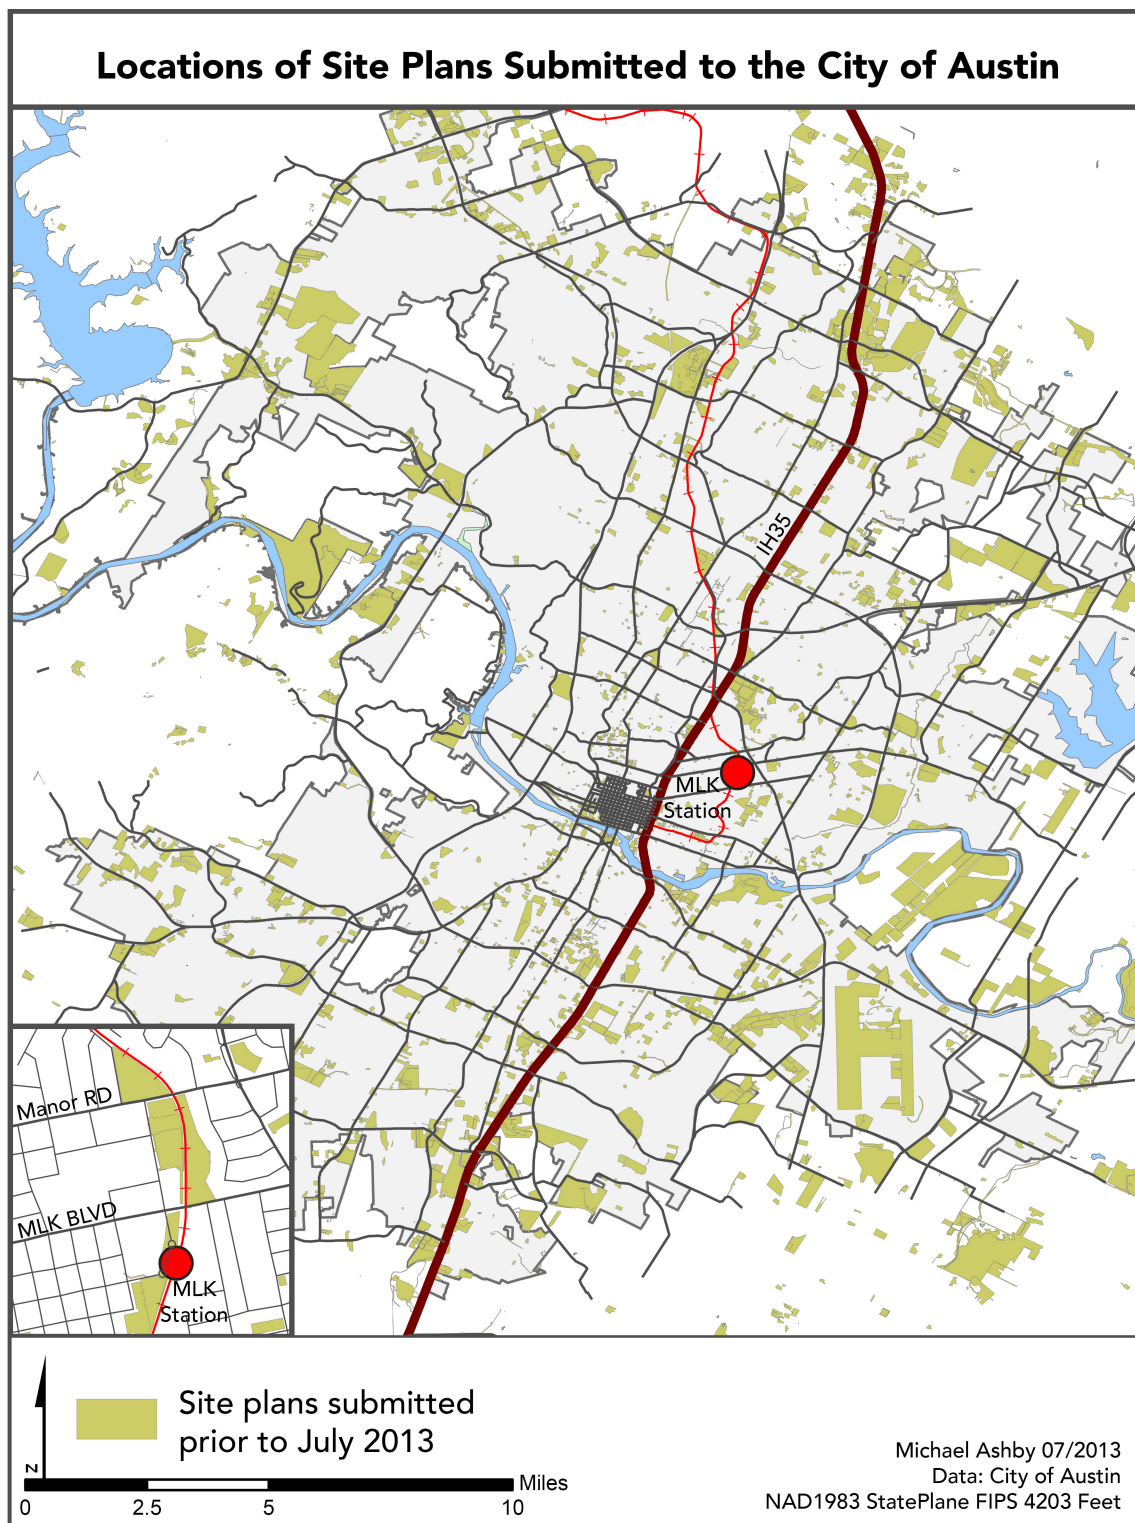 Locations of Site Plans Submitted to the City of Austin
IH35
MLK
Station
Manor RD
MLK BLVD
MLK
Station
Site plans submitted
prior to July 2013
N
Miles
0 2.5 5 10
Michael Ashby 07/2013
Data: City of Austin
NAD1983 StatePlane FIPS 4203 Feet